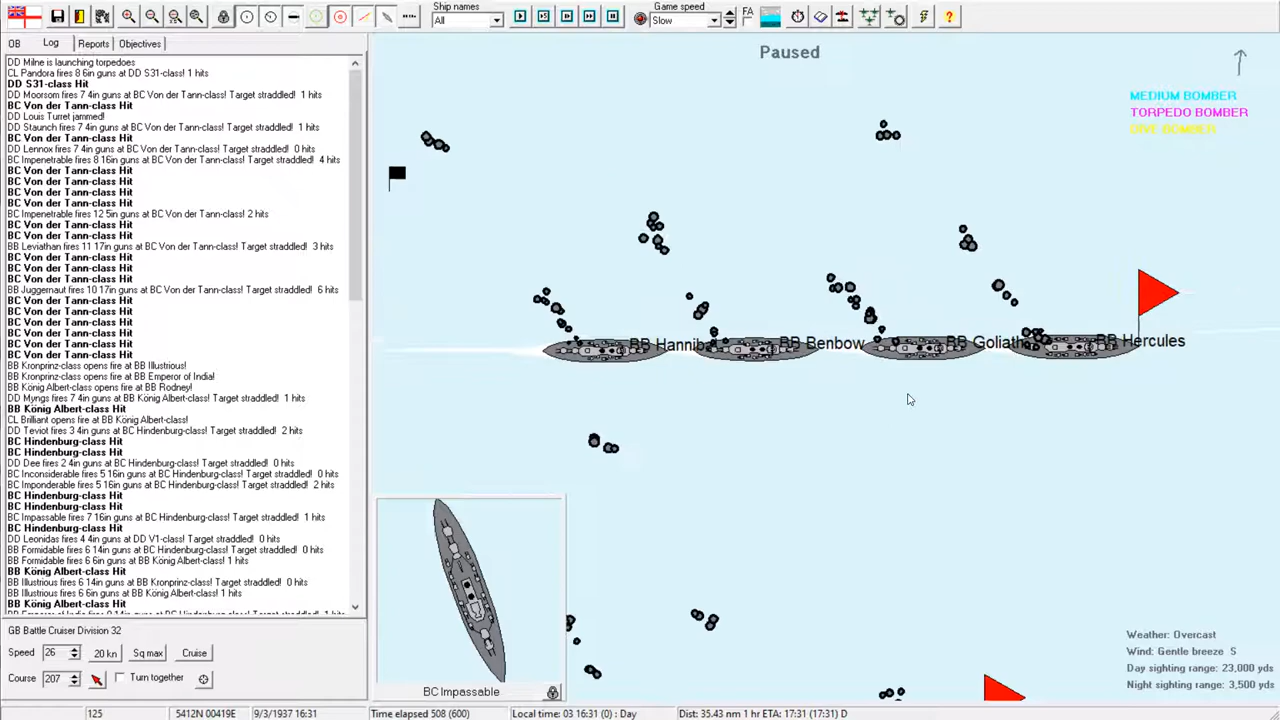 Ship names
All
Game speed
Slow
FA
OB
Log
Reports
Objectives
DD Milne is launching torpedoes
CL Pandora fires 8 6in guns at DD S31-class! 1 hits
DD S31-class Hit
DD Moorsom fires 7 4in guns at BC Von der Tann-class! Target straddled! 1 hits
BC Von der Tann-class Hit
DD Louis Turret jammed!
DD Staunch fires 7 4in guns at BC Von der Tann-class! Target straddled! 1 hits
BC Von der Tann-class Hit
DD Lennox fires 7 4in guns at BC Von der Tann-class! Target straddled! 0 hits
BC Impenetrable fires 8 16in guns at BC Von der Tann-class! Target straddled! 4 hits
BC Von der Tann-class Hit
BC Von der Tann-class Hit
BC Von der Tann-class Hit
BC Von der Tann-class Hit
BC Impenetrable fires 12 5in guns at BC Von der Tann-class! 2 hits
BC Von der Tann-class Hit
BC Von der Tann-class Hit
BB Leviathan fires 11 17in guns at BC Von der Tann-class! Target straddled! 3 hits
BC Von der Tann-class Hit
BC Von der Tann-class Hit
BC Von der Tann-class Hit
BB Juggernaut fires 10 17in guns at BC Von der Tann-class! Target straddled! 6 hits
BC Von der Tann-class Hit
BC Von der Tann-class Hit
BC Von der Tann-class Hit
BC Von der Tann-class Hit
BC Von der Tann-class Hit
BC Von der Tann-class Hit
BB Kronprinz-class opens fire at BB Illustrious!
BB Kronprinz-class opens fire at BB Emperor of India!
BB König Albert-class opens fire at BB Rodney!
DD Myngs fires 7 4in guns at BB König Albert-class! Target straddled! 1 hits
BB König Albert-class Hit
CL Brilliant opens fire at BB König Albert-class!
DD Teviot fires 3 4in guns at BC Hindenburg-class! Target straddled! 2 hits
BC Hindenburg-class Hit
BC Hindenburg-class Hit
DD Dee fires 2 4in guns at BC Hindenburg-class! Target straddled! 0 hits
BC Inconsiderable fires 5 16in guns at BC Hindenburg-class! Target straddled! 0 hits
BC Imponderable fires 5 16in guns at BC Hindenburg-class! Target straddled! 2 hits
BC Hindenburg-class Hit
BC Hindenburg-class Hit
BC Impassable fires 7 16in guns at BC Hindenburg-class! Target straddled! 1 hits
BC Hindenburg-class Hit
DD Leonidas fires 4 4in guns at DD V1-class! Target straddled! 0 hits
BB Formidable fires 6 14in guns at BC Hindenburg-class! Target straddled! 0 hits
BB Formidable fires 6 6in guns at BB König Albert-class! 1 hits
BB König Albert-class Hit
BB Illustrious fires 6 14in guns at BB Kronprinz-class! Target straddled! 0 hits
BB Illustrious fires 6 6in guns at BB König Albert-class! Target straddled! 1 hits
BB König Albert-class Hit
GB Battle Cruiser Division 32
Speed 26 20 kn Sq max Cruise
Course 207 Turn together
Paused
MEDIUM BOMBER
TORPEDO BOMBER
DIVE BOMBER
BB Hanniba BB Benbow BB Goliath BB Hercules
BC Impassable
Weather: Overcast
Wind: Gentle breeze S
Day sighting range: 23,000 yds
Night sighting range: 3,500 yds
125 5412N 00419E 9/3/1937 16:31 Time elapsed 508 (600) Local time: 03 16:31 (0) : Day Dist: 35.43 nm 1 hr ETA: 17:31 (17:31) D